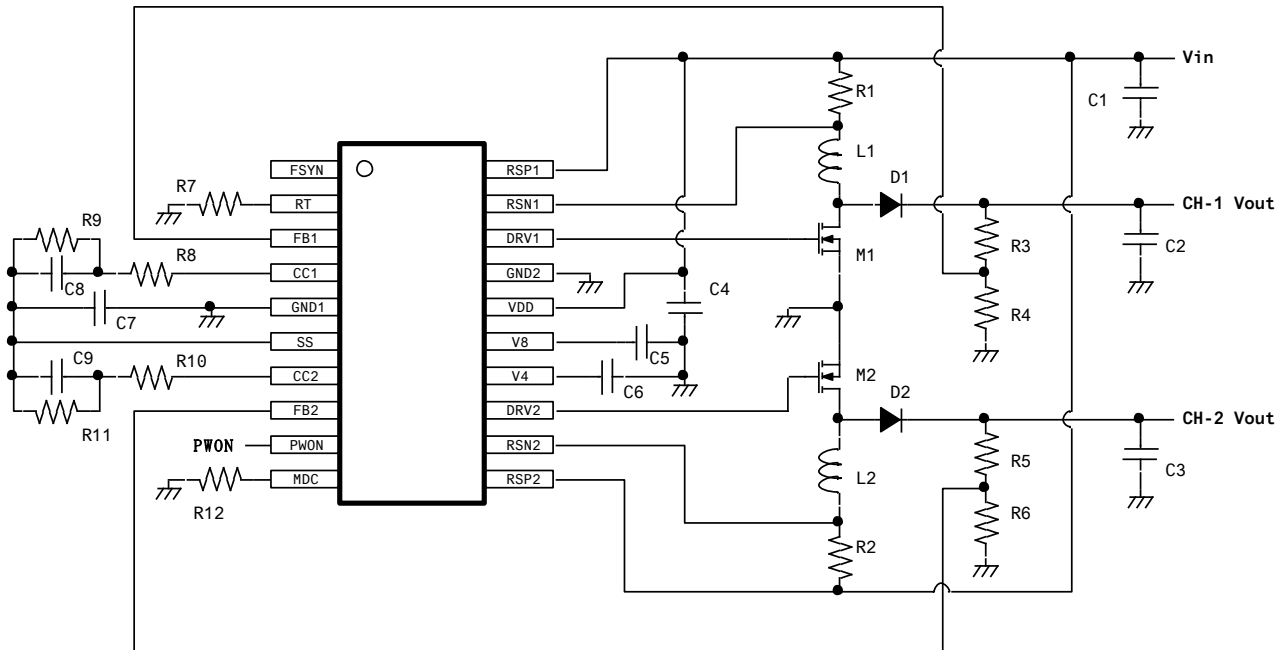 Vin
R1
C1
L1
FSYN
RSP1
D1
R7
RT
RSN1
CH-1 Vout
R9
FB1
DRV1
R3
C2
R8
M1
CC1
GND2
C8
C4
GND1
VDD
R4
C7
SS
V8
C5
C9
R10
M2
CC2
V4
C6
D2
FB2
DRV2
CH-2 Vout
R11
PWON
PWON
RSN2
R5
C3
MDC
RSP2
L2
R12
R6
R2